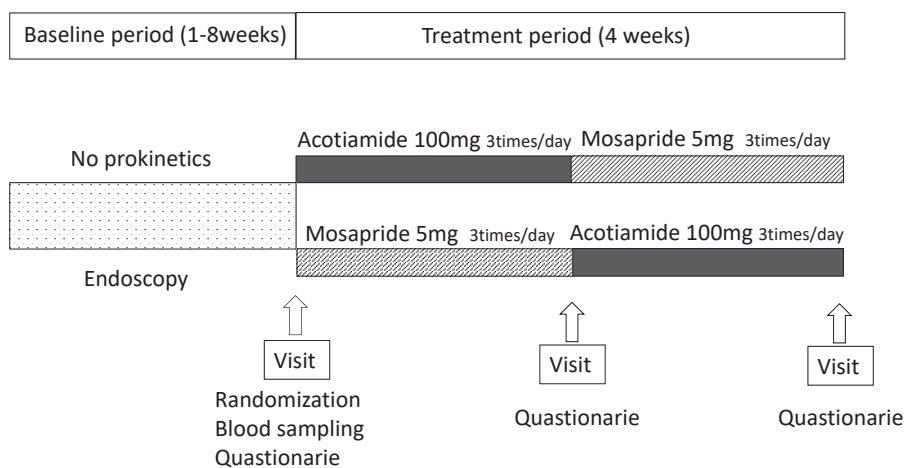 Baseline period (1-8weeks)
Treatment period (4 weeks)
No prokinetics
Acotiamide 100mg 3times/day
Mosapride 5mg 3times/day
Mosapride 5mg 3times/day
Acotiamide 100mg 3times/day
Endoscopy
Visit
Randomization
Blood sampling
Quastionarie
Visit
Quastionarie
Visit
Quastionarie